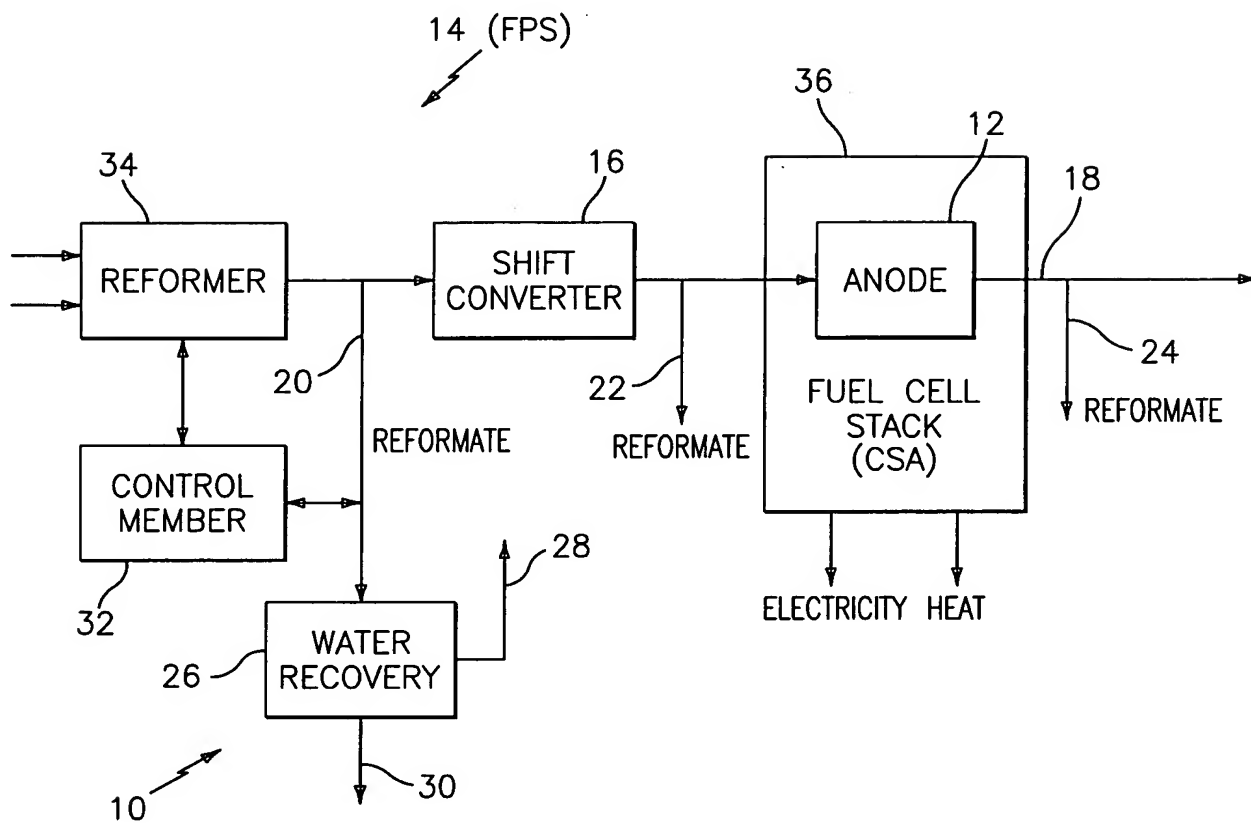 14 (FPS)
36
12
34
16
18
REFORMER
SHIFT
CONVERTER
ANODE
20
22
24
FUEL CELL
STACK
(CSA)
REFORMATE
REFORMATE
REFORMATE
CONTROL
MEMBER
28
32
ELECTRICITY HEAT
WATER
RECOVERY
26
10
30